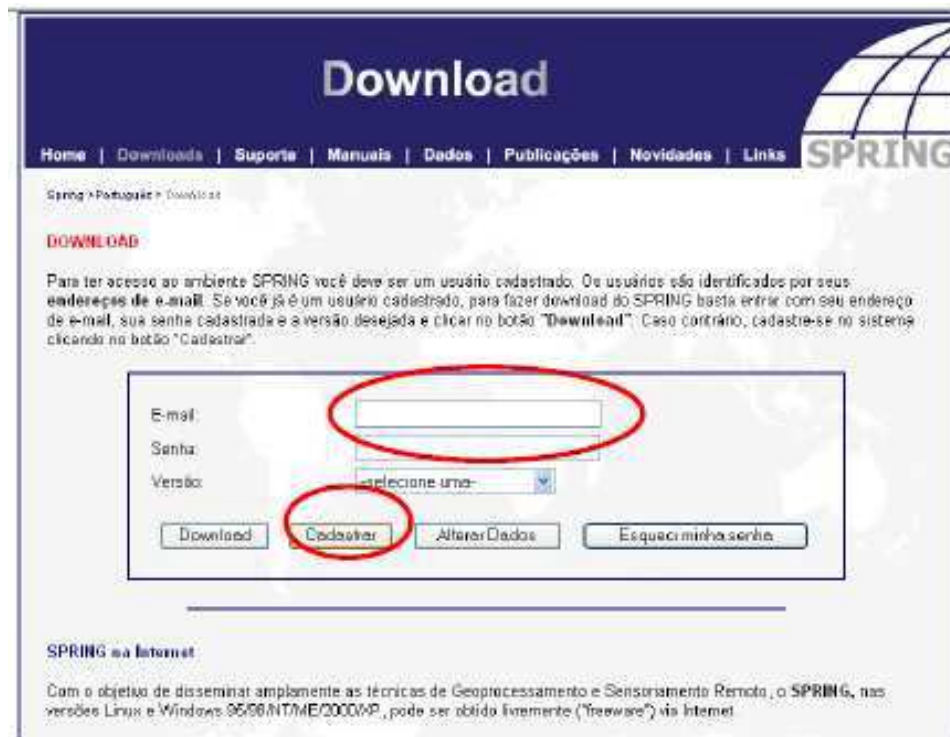 Download
Home | Downloads | Suporte | Manuais | Dados | Publicações | Novidades | Links
SPRING
Spring > Português > Download
DOWNLOAD
Para ter acesso ao ambiente SPRING você deve ser um usuário cadastrado. Os usuários são identificados por seus
endereços de e-mail. Se você já é um usuário cadastrado, para fazer download do SPRING basta entrar com seu endereço
de e-mail, sua senha cadastrada e a versão desejada e clicar no botão "Download". Caso contrário, cadastre-se no sistema
clicando no botão "Cadastrar".
E-mail:
Senha:
Versão: -selecione uma-
Download Cadastrar Alterar Dados Esqueci minha senha
SPRING na Internet
Com o objetivo de disseminar amplamente as técnicas de Geoprocessamento e Sensoriamento Remoto, o SPRING, nas
versões Linux e Windows 95/98/NT/ME/2000/XP, pode ser obtido livremente ("freeware") via Internet